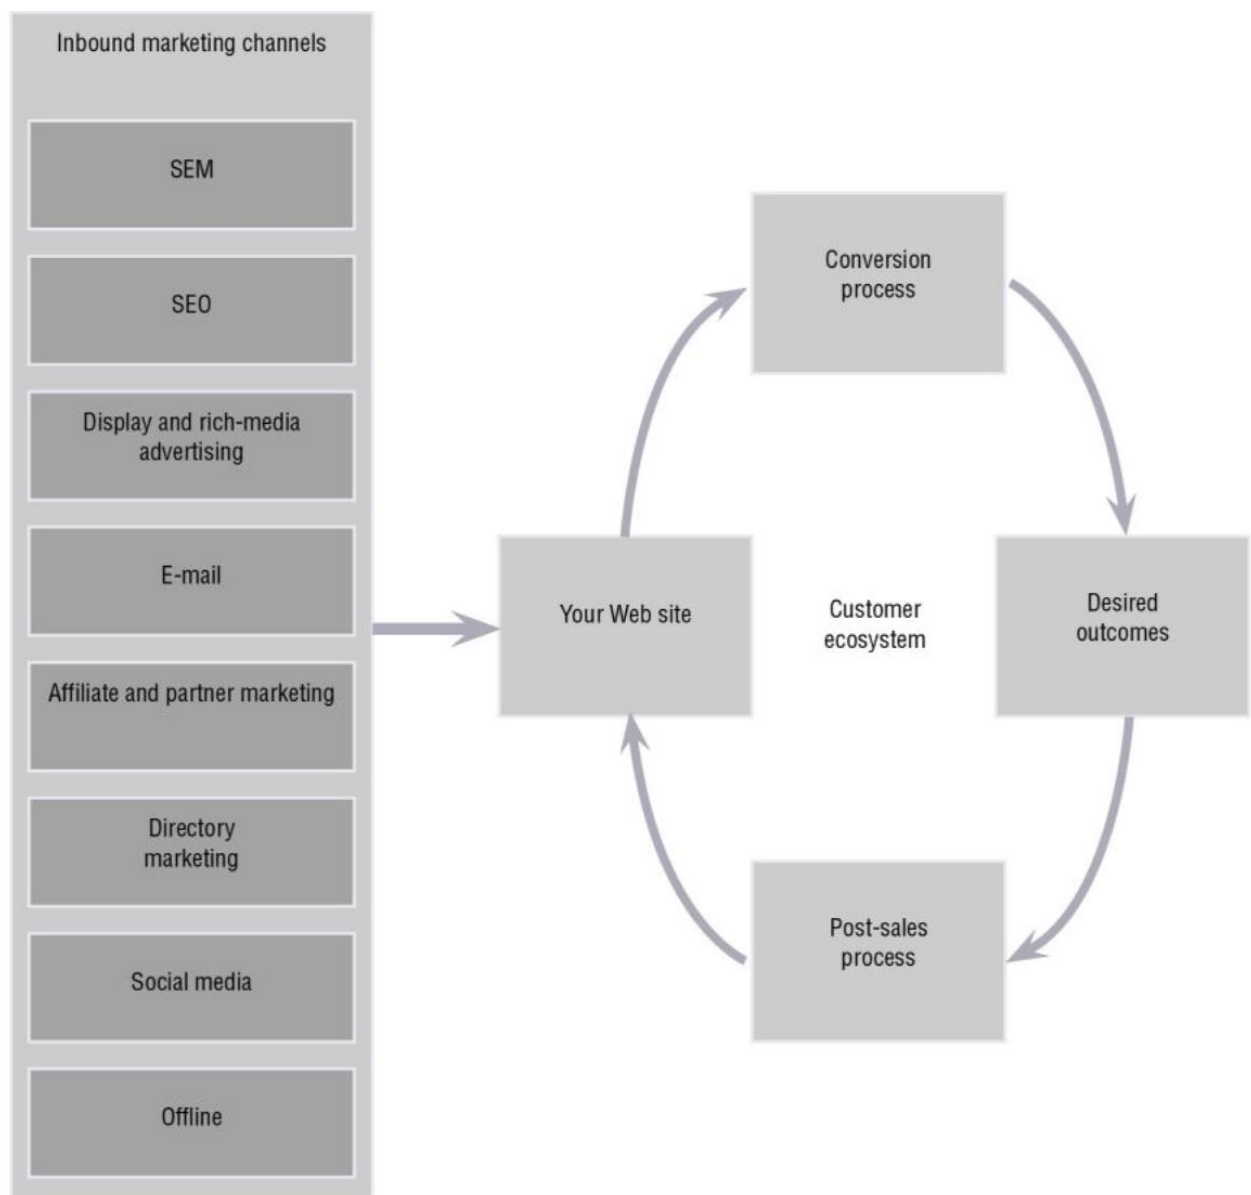 Inbound marketing channels
SEM
SEO
Display and rich-media
advertising
E-mail
Affiliate and partner marketing
Directory
marketing
Social media
Offline
Your Web site
Conversion
process
Customer
ecosystem
Desired
outcomes
Post-sales
process